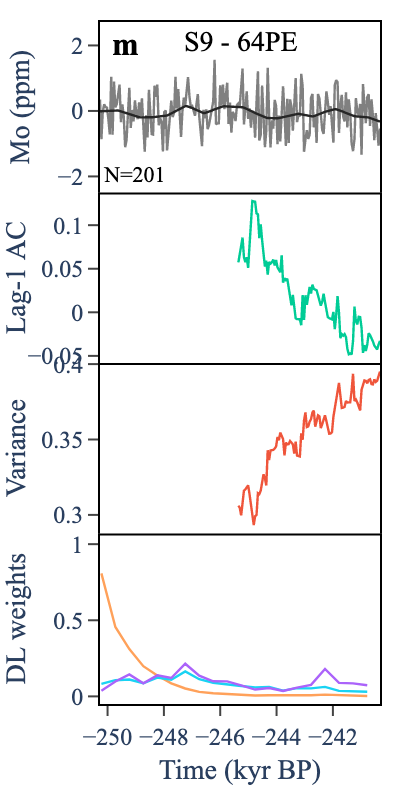 m S9 - 64PE
Mo (ppm)
2
0
−2
N=201
Lag-1 AC
0.1
0.05
0
−0.05
Variance
0.4
0.35
0.3
DL weights
1
0.5
0
−250 −248 −246 −244 −242
Time (kyr BP)